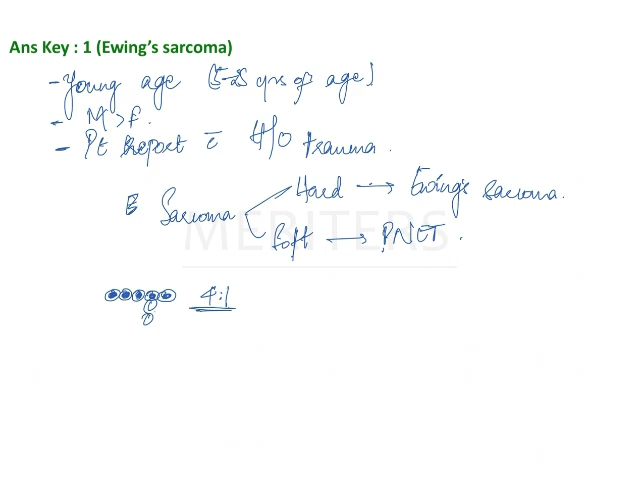 Ans Key : 1 (Ewing's sarcoma)
- Young age [5-25 yrs of age]
- M>F.
- Pt Report c̄ H/O trauma.
E Sarcoma
Hard → Ewing's sarcoma.
Soft → PNET.
MERITERS
4:1